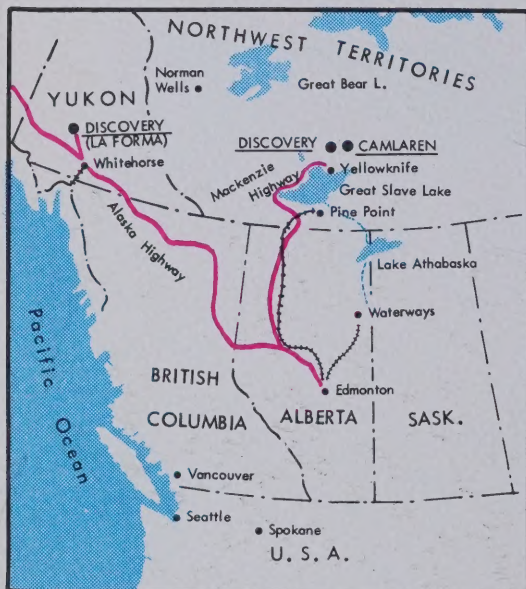 NORTHWEST TERRITORIES
Norman
Wells
Great Bear L.
YUKON
DISCOVERY
(LA FORMA)
Whitehorse
DISCOVERY
CAMLAREN
Yellowknife
Mackenzie
Highway
Great Slave Lake
Pine Point
Alaska Highway
Lake Athabaska
Waterways
Pacific Ocean
BRITISH
COLUMBIA
ALBERTA
SASK.
Edmonton
Vancouver
Seattle
Spokane
U.S.A.